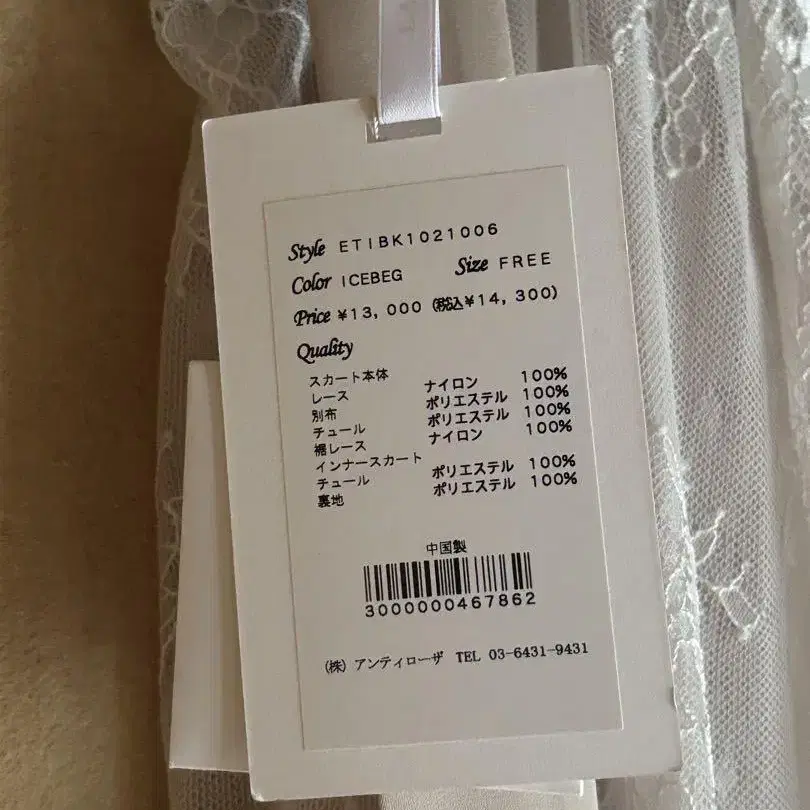 Style ETIBK1021006
Color ICEBEG Size FREE
Price ¥13,000 (税込¥14,300)
Quality
スカート本体
レース ナイロン 100%
別布 ポリエステル 100%
チュール ポリエステル 100%
裾レース ナイロン 100%
インナースカート
チュール ポリエステル 100%
裏地 ポリエステル 100%
中国製
3000000467862
(株) アンティローザ TEL 03-6431-9431